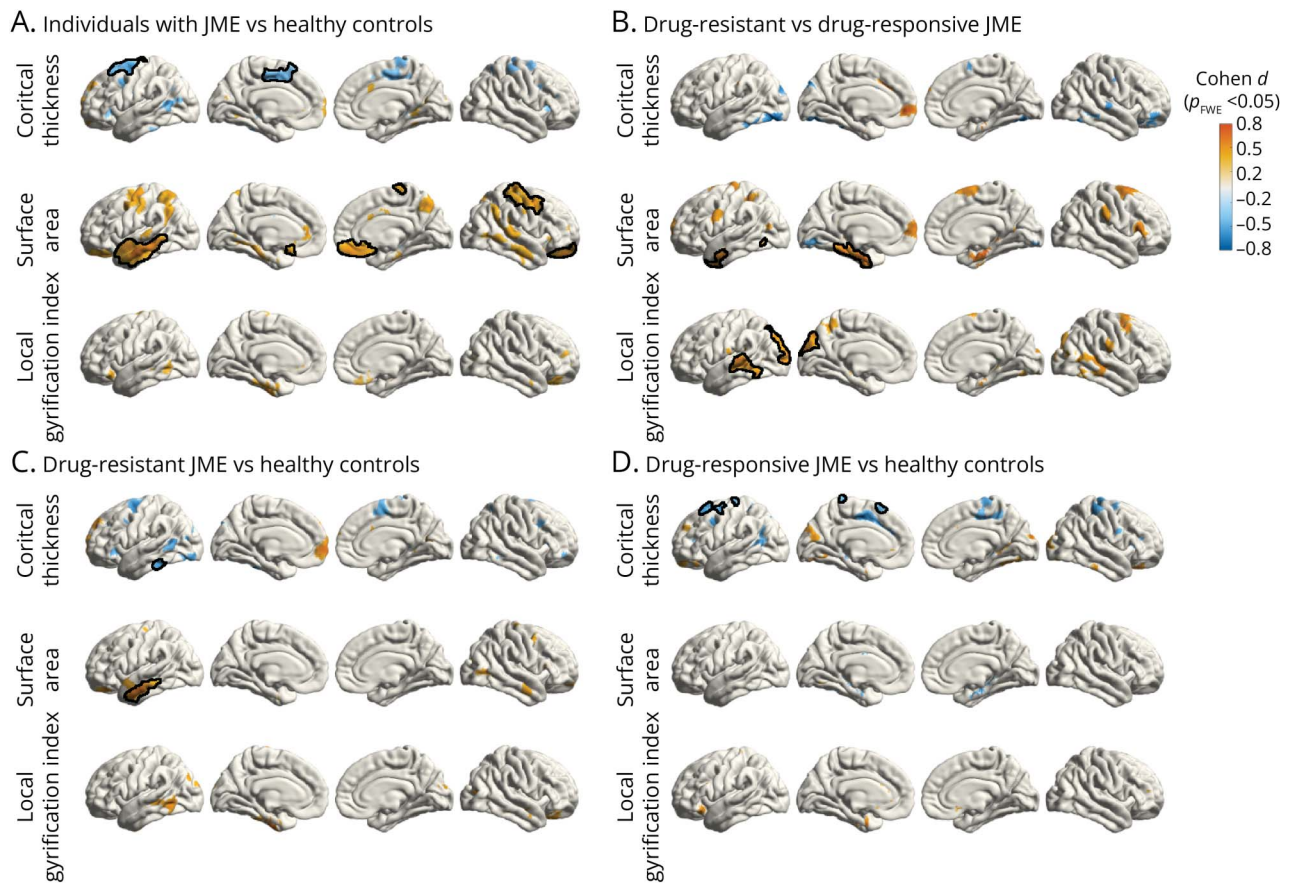 A. Individuals with JME vs healthy controls
Corital
thickness
Surface
area
Local
gyrification index
B. Drug-resistant vs drug-responsive JME
Coritcal
thickness
Surface
area
Local
gyrification index
Cohen d
(pFWE <0.05)
0.8
0.5
0.2
–0.2
–0.5
–0.8
C. Drug-resistant JME vs healthy controls
Coritcal
thickness
Surface
area
Local
gyrification index
D. Drug-responsive JME vs healthy controls
Coritcal
thickness
Surface
area
Local
gyrification index